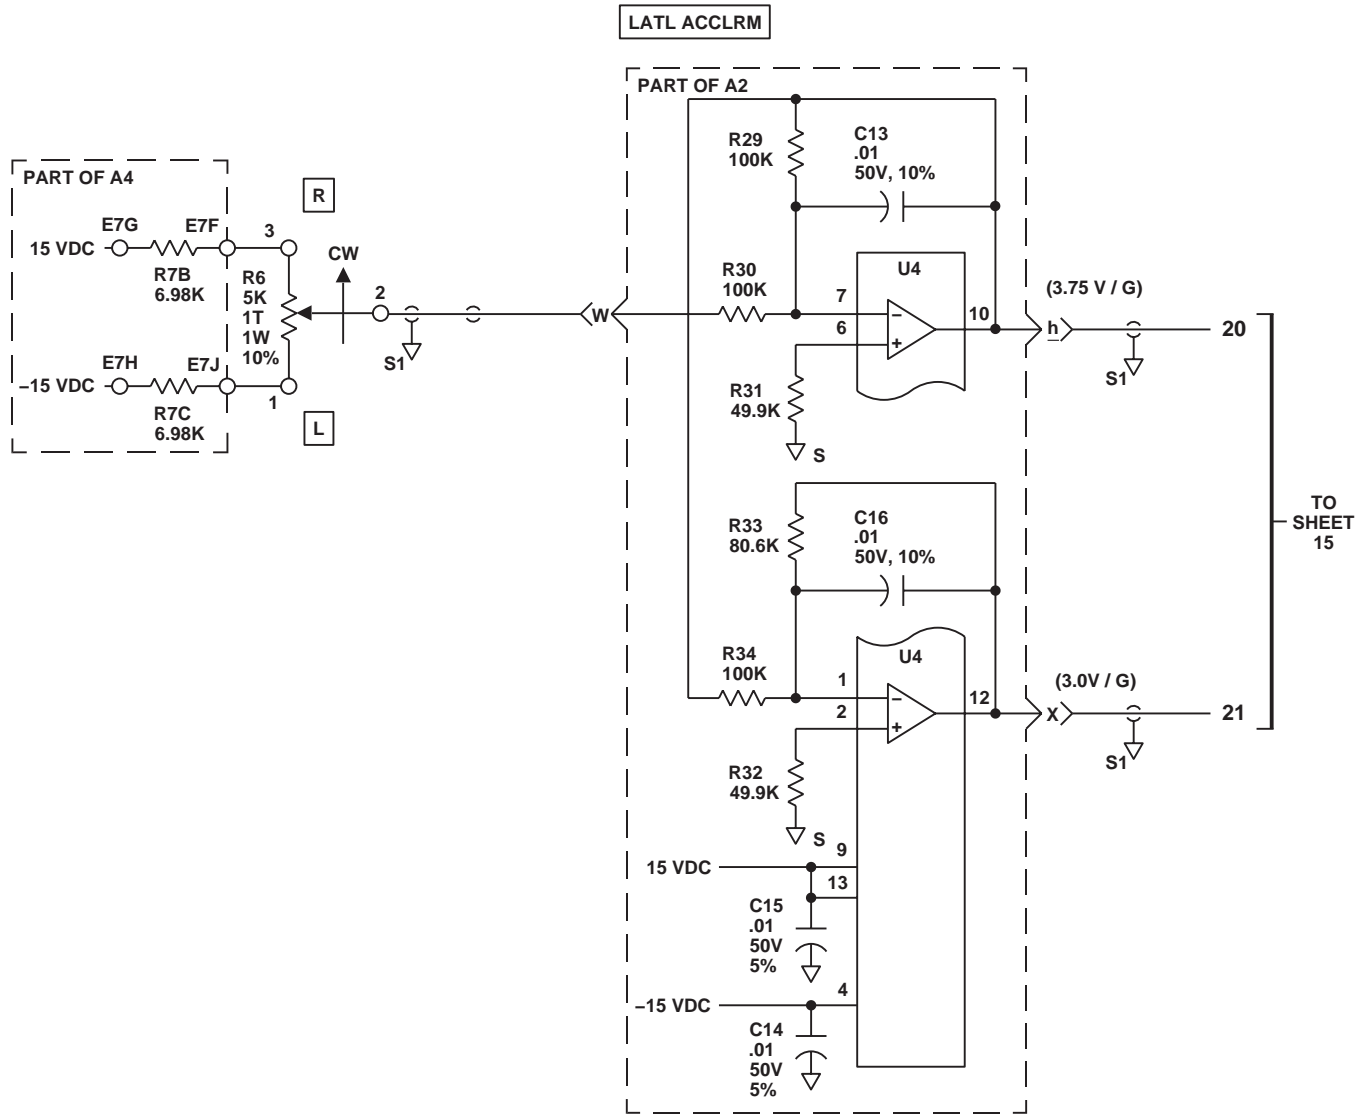 LATL ACCLRM
PART OF A2
PART OF A4
R
E7G
E7F
3
15 VDC
R7B
6.98K
R6
5K
1T
1W
10%
CW
2
S1
–15 VDC
E7H
E7J
1
R7C
6.98K
L
W
R29
100K
C13
.01
50V, 10%
R30
100K
7
6
U4
–
+
10
(3.75 V / G)
h
20
S1
R31
49.9K
S
R33
80.6K
C16
.01
50V, 10%
R34
100K
1
2
U4
–
+
12
(3.0V / G)
X
21
S1
TO
SHEET
15
R32
49.9K
S
15 VDC
9
13
C15
.01
50V
5%
–15 VDC
4
C14
.01
50V
5%